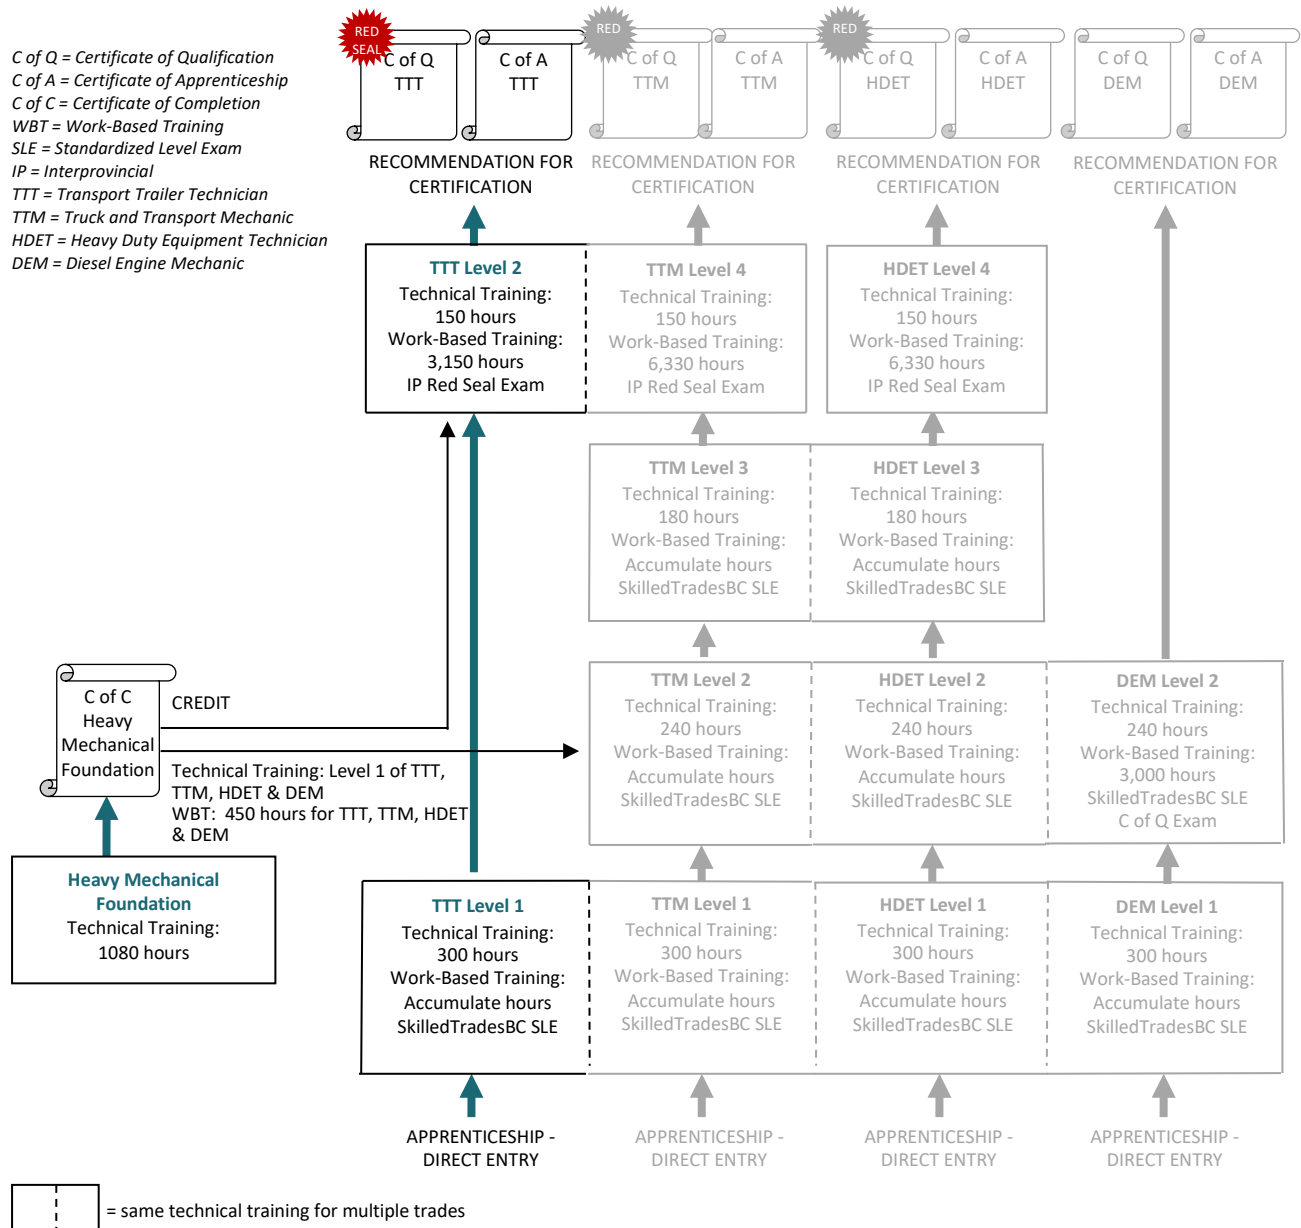 C of Q = Certificate of Qualification
C of A = Certificate of Apprenticeship
C of C = Certificate of Completion
WBT = Work-Based Training
SLE = Standardized Level Exam
IP = Interprovincial
TTT = Transport Trailer Technician
TTM = Truck and Transport Mechanic
HDET = Heavy Duty Equipment Technician
DEM = Diesel Engine Mechanic
RED
SEAL
C of Q
TTT
C of A
TTT
RED
C of Q
TTM
C of A
TTM
RED
C of Q
HDET
C of A
HDET
C of Q
DEM
C of A
DEM
RECOMMENDATION FOR
CERTIFICATION
RECOMMENDATION FOR
CERTIFICATION
RECOMMENDATION FOR
CERTIFICATION
RECOMMENDATION FOR
CERTIFICATION
TTT Level 2
Technical Training:
150 hours
Work-Based Training:
3,150 hours
IP Red Seal Exam
TTM Level 4
Technical Training:
150 hours
Work-Based Training:
6,330 hours
IP Red Seal Exam
HDET Level 4
Technical Training:
150 hours
Work-Based Training:
6,330 hours
IP Red Seal Exam
TTM Level 3
Technical Training:
180 hours
Work-Based Training:
Accumulate hours
SkilledTradesBC SLE
HDET Level 3
Technical Training:
180 hours
Work-Based Training:
Accumulate hours
SkilledTradesBC SLE
C of C
Heavy
Mechanical
Foundation
CREDIT
Technical Training: Level 1 of TTT,
TTM, HDET & DEM
WBT: 450 hours for TTT, TTM, HDET
& DEM
TTM Level 2
Technical Training:
240 hours
Work-Based Training:
Accumulate hours
SkilledTradesBC SLE
HDET Level 2
Technical Training:
240 hours
Work-Based Training:
Accumulate hours
SkilledTradesBC SLE
DEM Level 2
Technical Training:
240 hours
Work-Based Training:
3,000 hours
SkilledTradesBC SLE
C of Q Exam
Heavy Mechanical
Foundation
Technical Training:
1080 hours
TTT Level 1
Technical Training:
300 hours
Work-Based Training:
Accumulate hours
SkilledTradesBC SLE
TTM Level 1
Technical Training:
300 hours
Work-Based Training:
Accumulate hours
SkilledTradesBC SLE
HDET Level 1
Technical Training:
300 hours
Work-Based Training:
Accumulate hours
SkilledTradesBC SLE
DEM Level 1
Technical Training:
300 hours
Work-Based Training:
Accumulate hours
SkilledTradesBC SLE
APPRENTICESHIP -
DIRECT ENTRY
APPRENTICESHIP -
DIRECT ENTRY
APPRENTICESHIP -
DIRECT ENTRY
APPRENTICESHIP -
DIRECT ENTRY
= same technical training for multiple trades